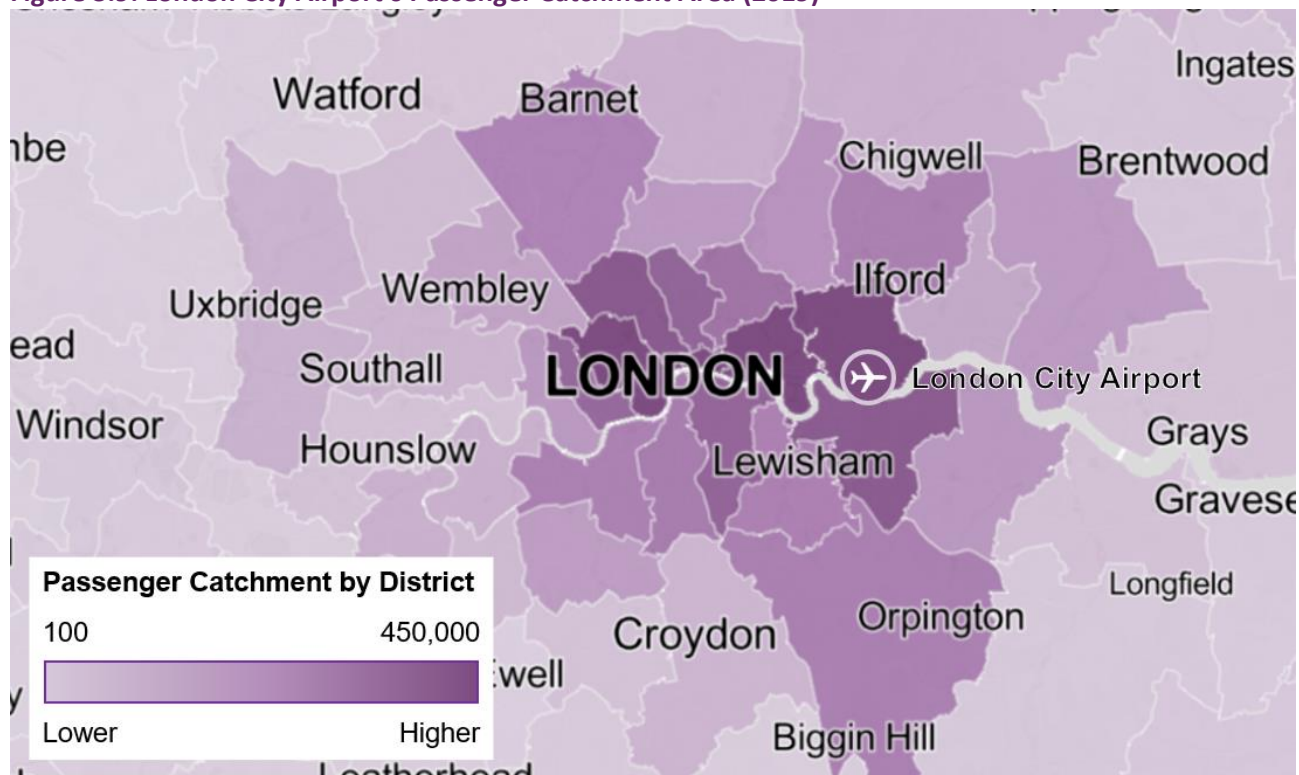 Watford
Barnet
Ingates
Chigwell
Brentwood
Ilford
Wembley
Uxbridge
LONDON
London City Airport
Southall
Windsor
Hounslow
Lewisham
Grays
Gravese
Longfield
Orpington
Croydon
Biggin Hill
Passenger Catchment by District
100 450,000
Lower Higher